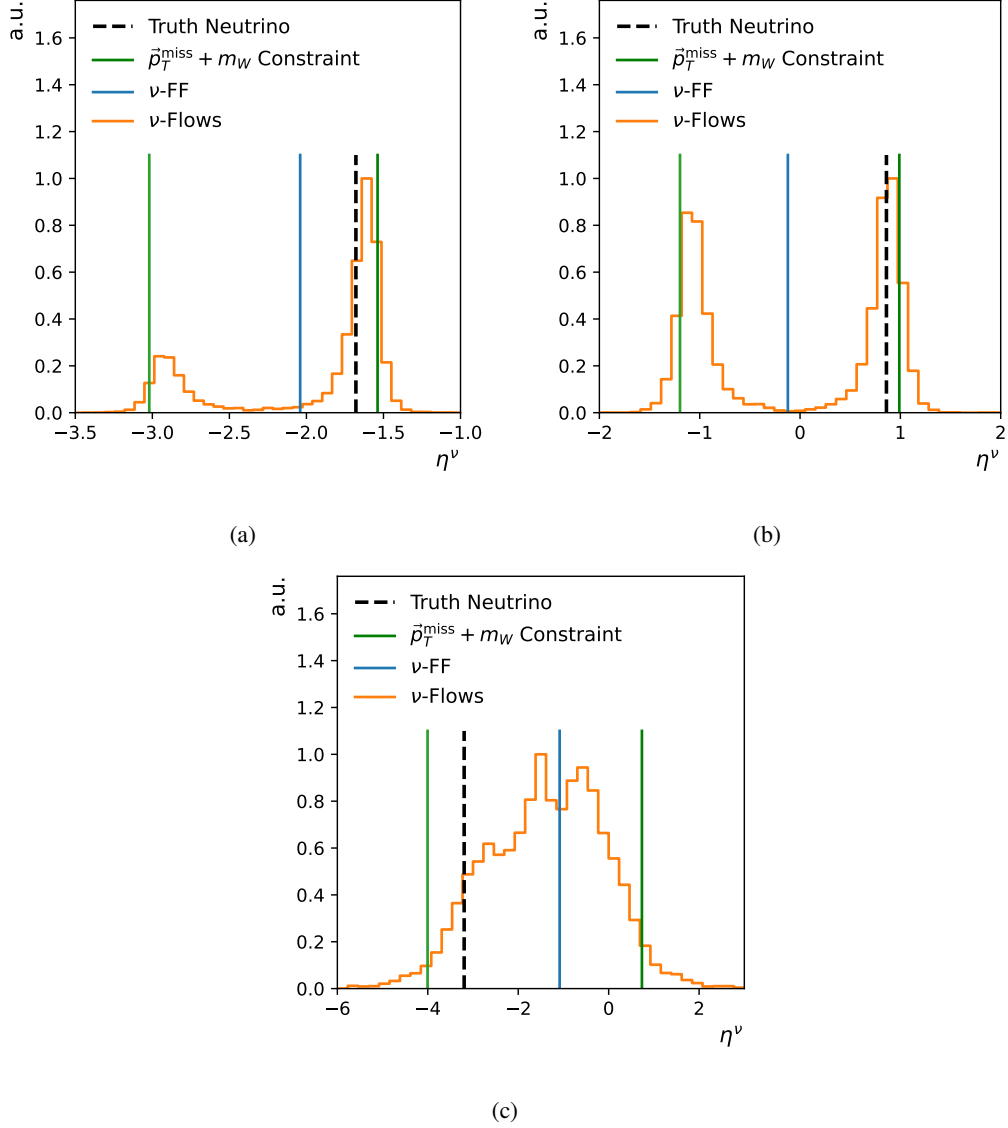 a.u.
Truth Neutrino
p⃗_T^miss + m_W Constraint
ν-FF
ν-Flows
1.6
1.4
1.2
1.0
0.8
0.6
0.4
0.2
0.0
−3.5 −3.0 −2.5 −2.0 −1.5 −1.0
η^ν
(a)
a.u.
Truth Neutrino
p⃗_T^miss + m_W Constraint
ν-FF
ν-Flows
1.6
1.4
1.2
1.0
0.8
0.6
0.4
0.2
0.0
−2 −1 0 1 2
η^ν
(b)
a.u.
Truth Neutrino
p⃗_T^miss + m_W Constraint
ν-FF
ν-Flows
1.6
1.4
1.2
1.0
0.8
0.6
0.4
0.2
0.0
−6 −4 −2 0 2
η^ν
(c)